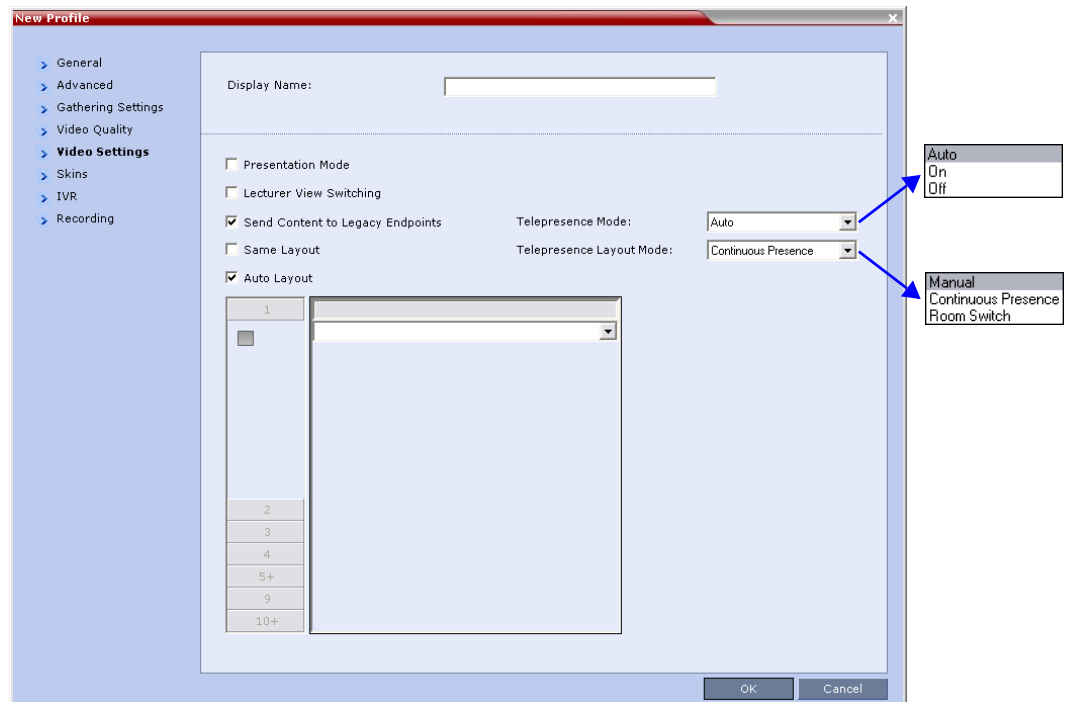 New Profile
General
Advanced
Gathering Settings
Video Quality
Video Settings
Skins
IVR
Recording
Display Name:
Presentation Mode
Lecturer View Switching
Send Content to Legacy Endpoints
Telepresence Mode:
Auto
Same Layout
Telepresence Layout Mode:
Continuous Presence
Auto Layout
1
2
3
4
5+
9
10+
OK
Cancel
Auto
On
Off
Manual
Continuous Presence
Room Switch